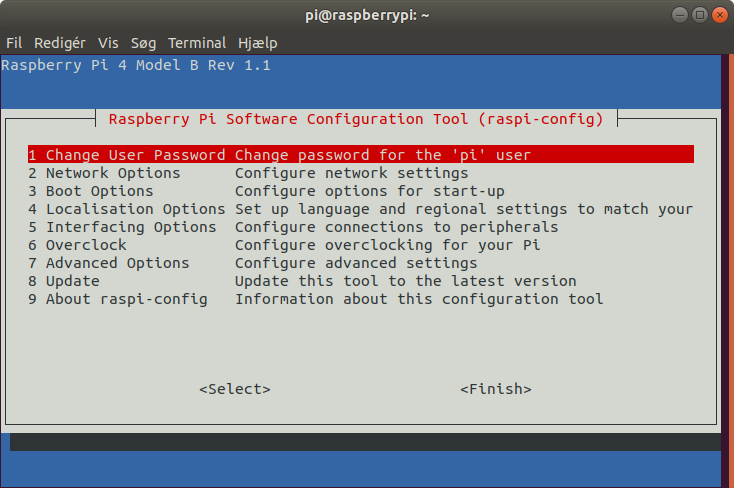 pi@raspberrypi: ~
Fil Redigér Vis Søg Terminal Hjælp
Raspberry Pi 4 Model B Rev 1.1
Raspberry Pi Software Configuration Tool (raspi-config)
1 Change User Password Change password for the 'pi' user
2 Network Options Configure network settings
3 Boot Options Configure options for start-up
4 Localisation Options Set up language and regional settings to match your
5 Interfacing Options Configure connections to peripherals
6 Overclock Configure overclocking for your Pi
7 Advanced Options Configure advanced settings
8 Update Update this tool to the latest version
9 About raspi-config Information about this configuration tool
<Select> <Finish>